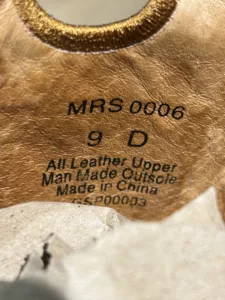 MRS 0006
9 D
All Leather Upper
Man Made Outsole
Made in China
GSP00003